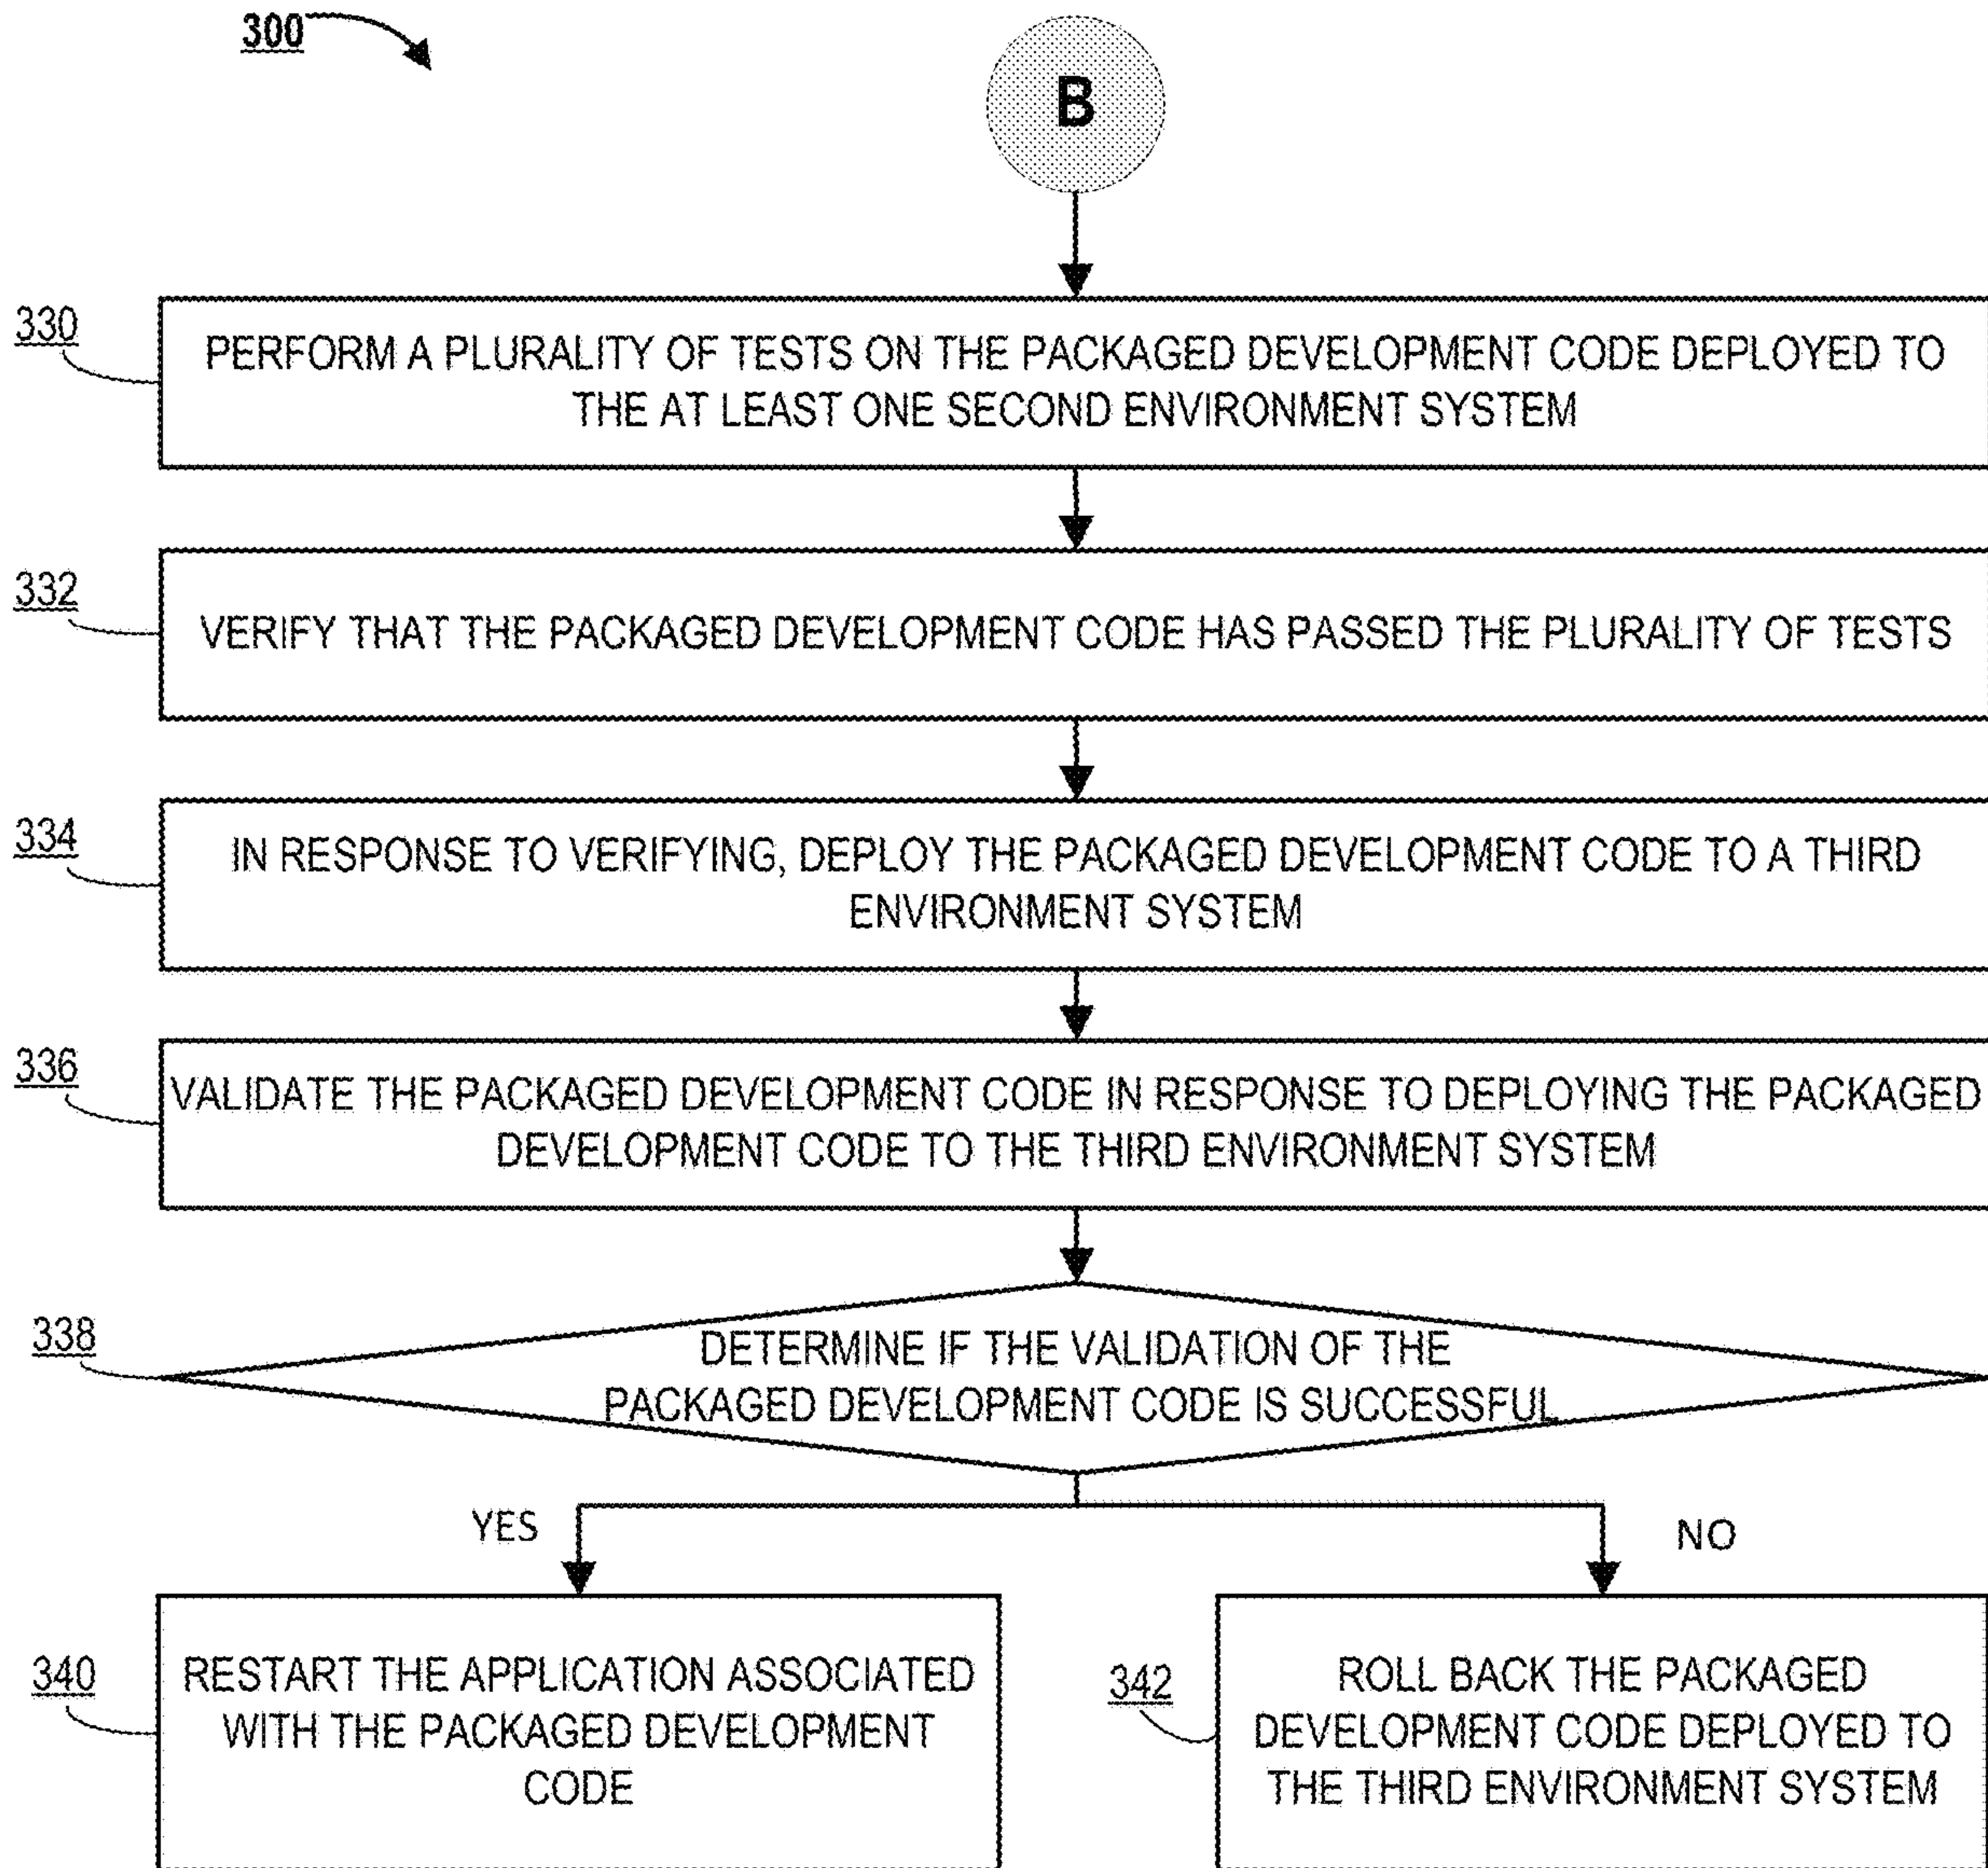 300
B
330
PERFORM A PLURALITY OF TESTS ON THE PACKAGED DEVELOPMENT CODE DEPLOYED TO
THE AT LEAST ONE SECOND ENVIRONMENT SYSTEM
332
VERIFY THAT THE PACKAGED DEVELOPMENT CODE HAS PASSED THE PLURALITY OF TESTS
334
IN RESPONSE TO VERIFYING, DEPLOY THE PACKAGED DEVELOPMENT CODE TO A THIRD
ENVIRONMENT SYSTEM
336
VALIDATE THE PACKAGED DEVELOPMENT CODE IN RESPONSE TO DEPLOYING THE PACKAGED
DEVELOPMENT CODE TO THE THIRD ENVIRONMENT SYSTEM
338
DETERMINE IF THE VALIDATION OF THE
PACKAGED DEVELOPMENT CODE IS SUCCESSFUL
YES
NO
340
RESTART THE APPLICATION ASSOCIATED
WITH THE PACKAGED DEVELOPMENT
CODE
342
ROLL BACK THE PACKAGED
DEVELOPMENT CODE DEPLOYED TO
THE THIRD ENVIRONMENT SYSTEM